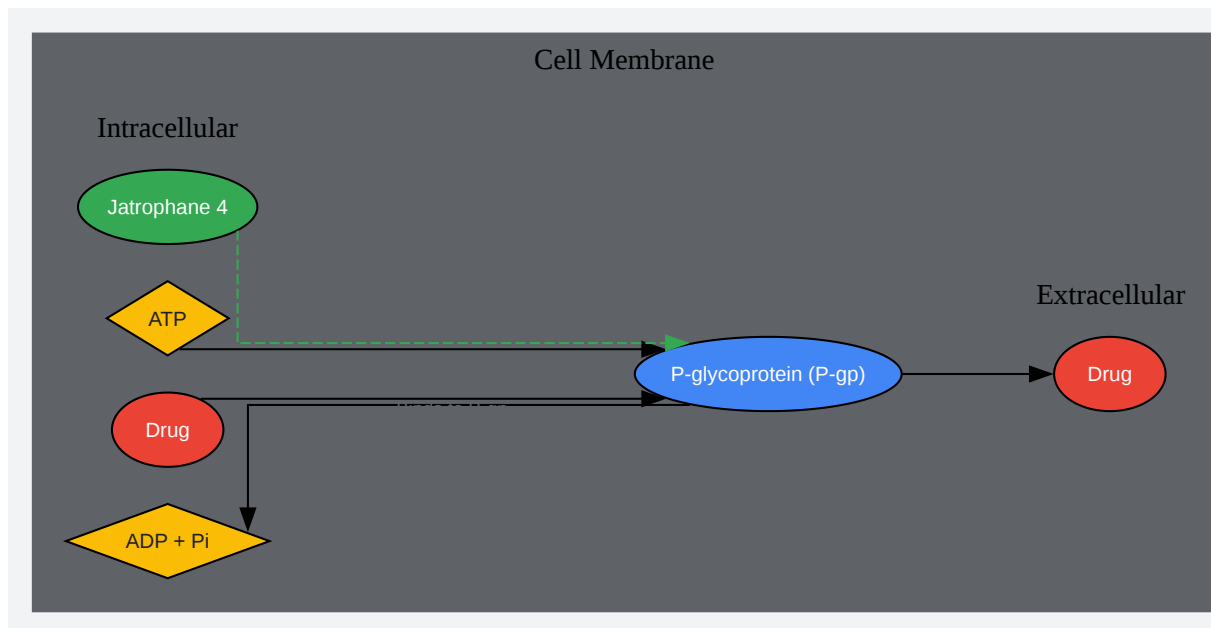 Cell Membrane
Intracellular
Jatrophane 4
ATP
Extracellular
P-glycoprotein (P-gp)
Drug
Drug
ADP + Pi